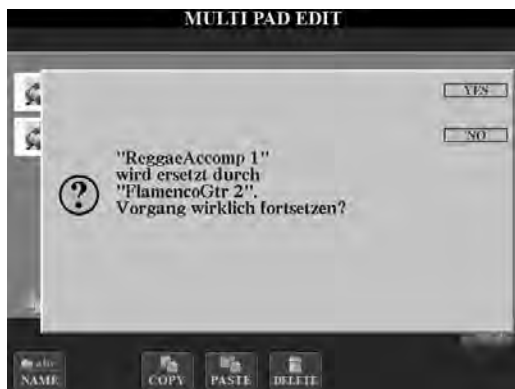 MULTI PAD EDIT
YES
NO
"ReggaeAccomp 1"
wird ersetzt durch
"FlamencoGtr 2".
Vorgang wirklich fortsetzen?
abc
NAME
COPY
PASTE
DELETE